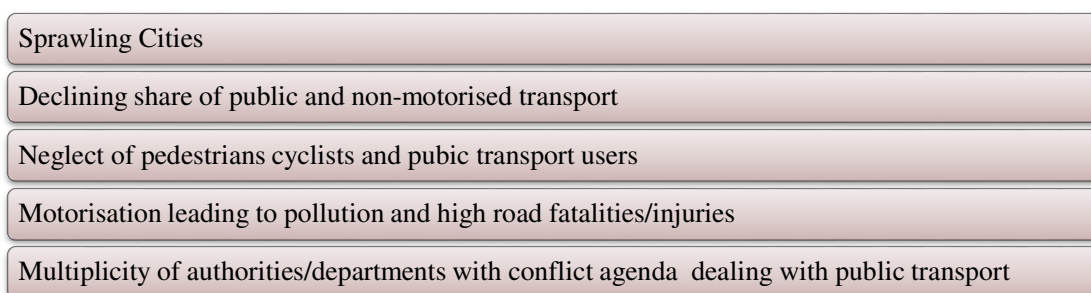 Sprawling Cities
Declining share of public and non-motorised transport
Neglect of pedestrians cyclists and pubic transport users
Motorisation leading to pollution and high road fatalities/injuries
Multiplicity of authorities/departments with conflict agenda  dealing with public transport